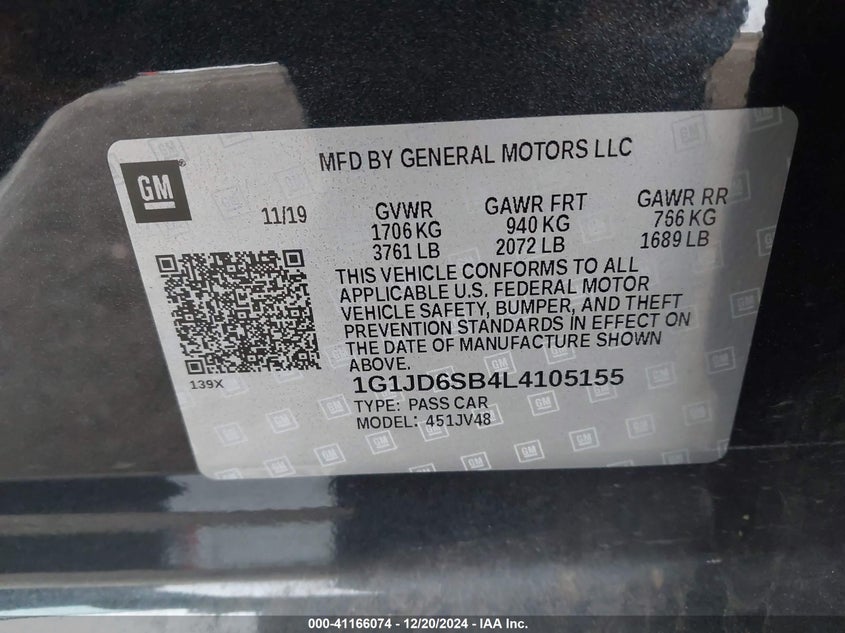 MFD BY GENERAL MOTORS LLC
GM
11/19
GVWR GAWR FRT GAWR RR
1706 KG 940 KG 766 KG
3761 LB 2072 LB 1689 LB
THIS VEHICLE CONFORMS TO ALL
APPLICABLE U.S. FEDERAL MOTOR
VEHICLE SAFETY, BUMPER, AND THEFT
PREVENTION STANDARDS IN EFFECT ON
THE DATE OF MANUFACTURE SHOWN
ABOVE.
139X
1G1JD6SB4L4105155
TYPE: PASS CAR
MODEL: 451JV48
000-41166074 - 12/20/2024 - IAA Inc.